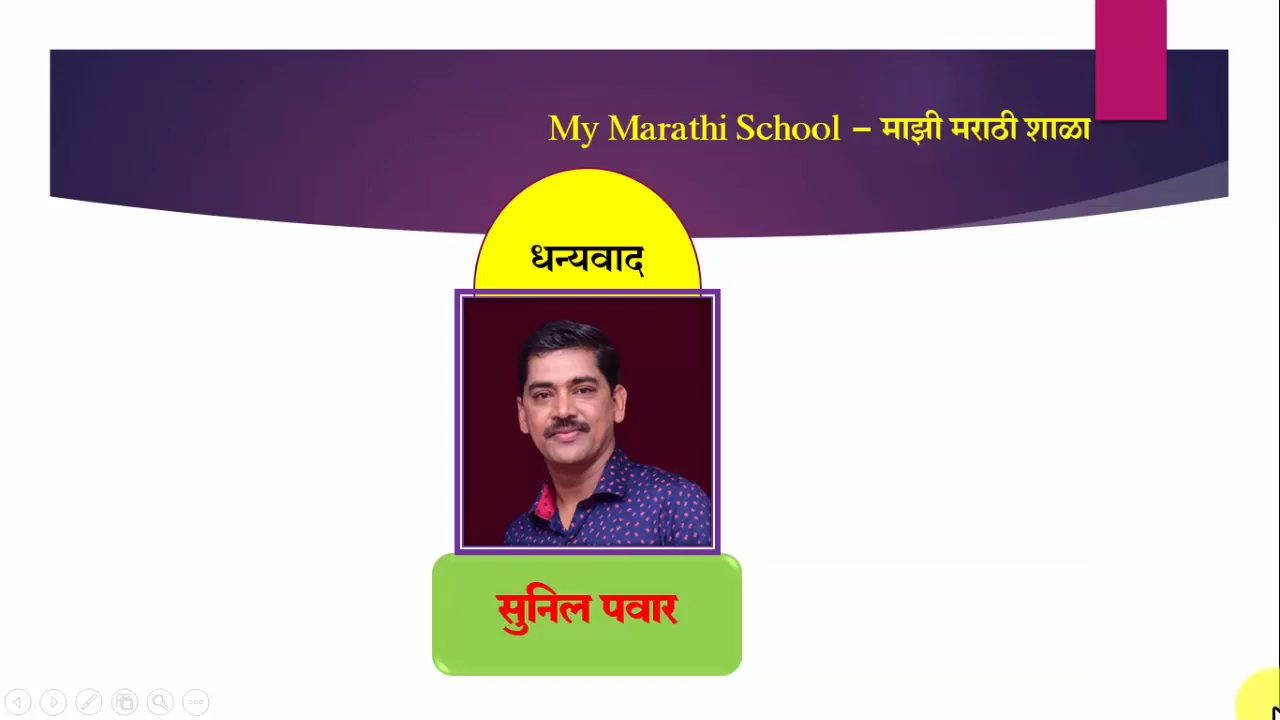 My Marathi School – माझी मराठी शाळा
धन्यवाद
सुनिल पवार